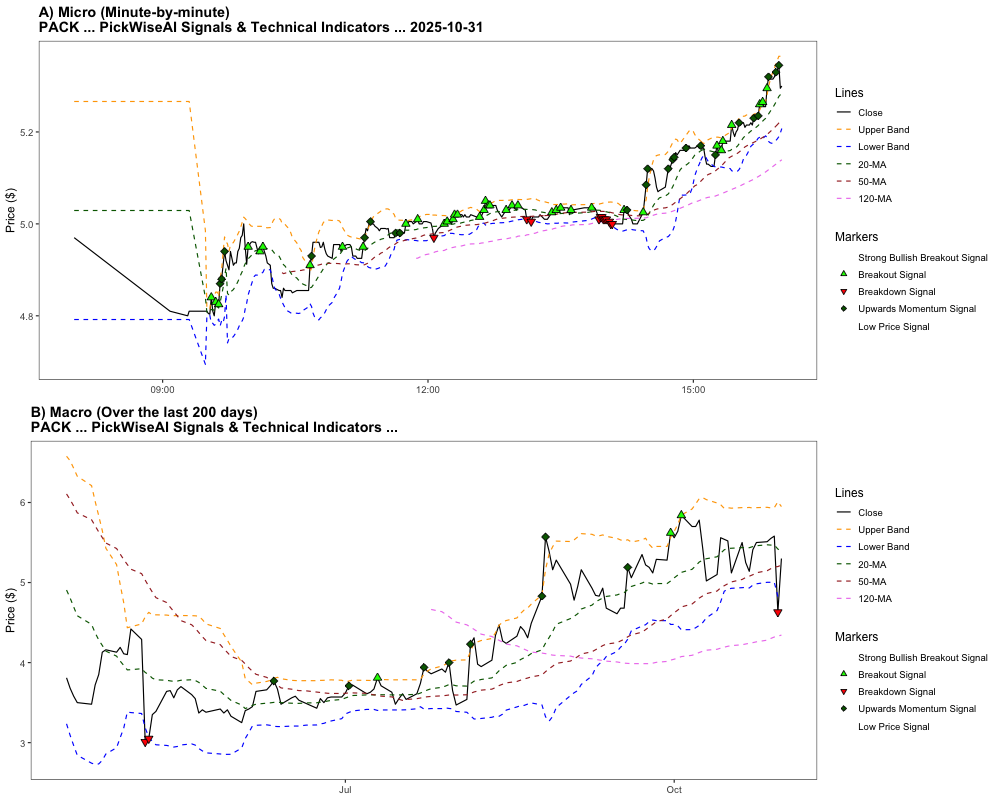 A) Micro (Minute-by-minute)
PACK ... PickWiseAI Signals & Technical Indicators ... 2025-10-31
Price ($)
5.2
5.0
4.8
09:00
12:00
15:00
Lines
Close
Upper Band
Lower Band
20-MA
50-MA
120-MA
Markers
Strong Bullish Breakout Signal
Breakout Signal
Breakdown Signal
Upwards Momentum Signal
Low Price Signal
B) Macro (Over the last 200 days)
PACK ... PickWiseAI Signals & Technical Indicators ...
Price ($)
6
5
4
3
Jul
Oct
Lines
Close
Upper Band
Lower Band
20-MA
50-MA
120-MA
Markers
Strong Bullish Breakout Signal
Breakout Signal
Breakdown Signal
Upwards Momentum Signal
Low Price Signal